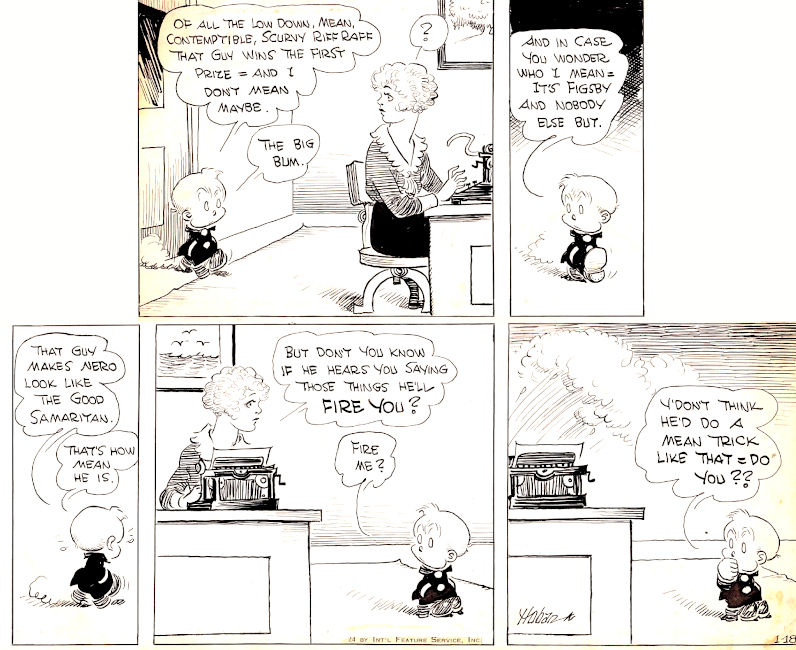 OF ALL THE LOW DOWN, MEAN,
CONTEMPTIBLE, SCURVY RIFF RAFF
THAT GUY WINS THE FIRST
PRIZE = AND I
DON'T MEAN
MAYBE.
THE BIG
BUM.
?
AND IN CASE
YOU WONDER
WHO I MEAN =
IT'S FIGSBY
AND NOBODY
ELSE BUT.
THAT GUY
MAKES NERO
LOOK LIKE
THE GOOD
SAMARITAN.
THAT'S HOW
MEAN
HE IS.
BUT DON'T YOU KNOW
IF HE HEARS YOU SAYING
THOSE THINGS HE'LL
FIRE YOU?
FIRE
ME?
Y'DON'T THINK
HE'D DO A
MEAN TRICK
LIKE THAT = DO
YOU??
Hoban
4 BY INT'L FEATURE SERVICE, INC.
1-18